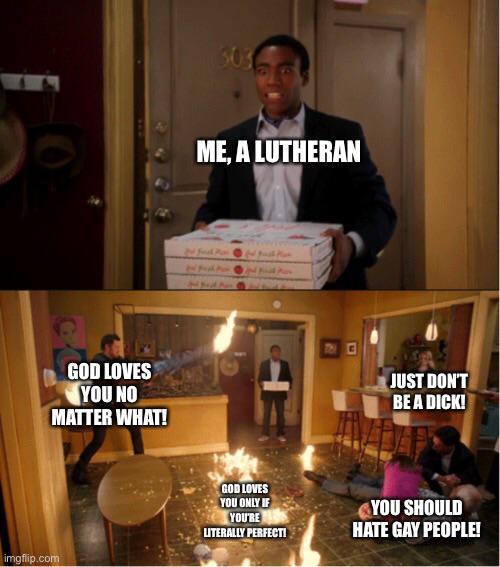 303
ME, A LUTHERAN
GOD LOVES
YOU NO
MATTER WHAT!
JUST DON'T
BE A DICK!
GOD LOVES
YOU ONLY IF
YOU'RE
LITERALLY PERFECT!
YOU SHOULD
HATE GAY PEOPLE!
imgflip.com